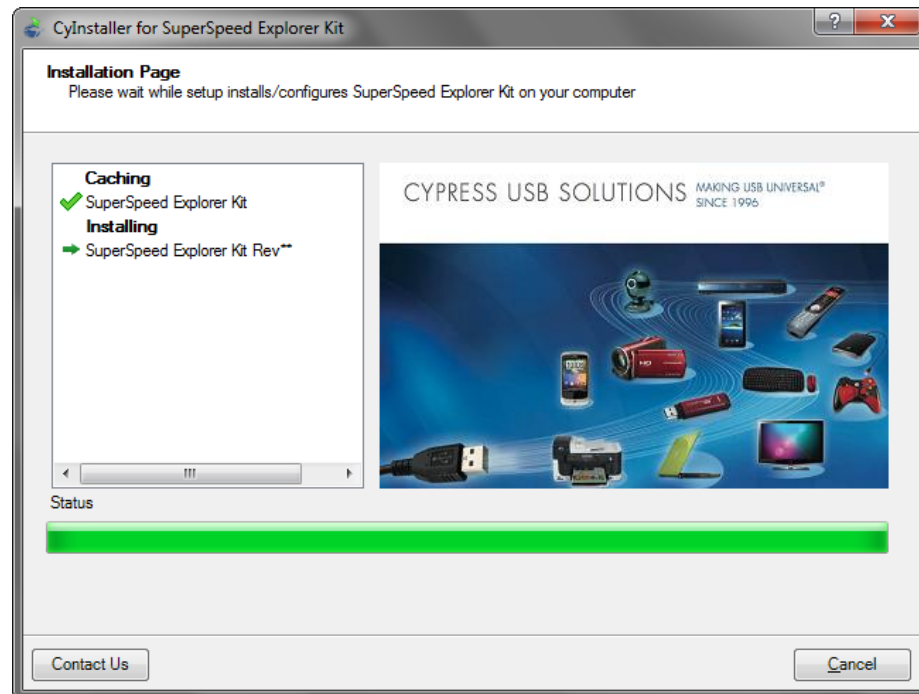 CyInstaller for SuperSpeed Explorer Kit
Installation Page
Please wait while setup installs/configures SuperSpeed Explorer Kit on your computer
Caching
SuperSpeed Explorer Kit
Installing
SuperSpeed Explorer Kit Rev**
CYPRESS USB SOLUTIONS
MAKING USB UNIVERSAL®
SINCE 1996
HD
Status
Contact Us
Cancel